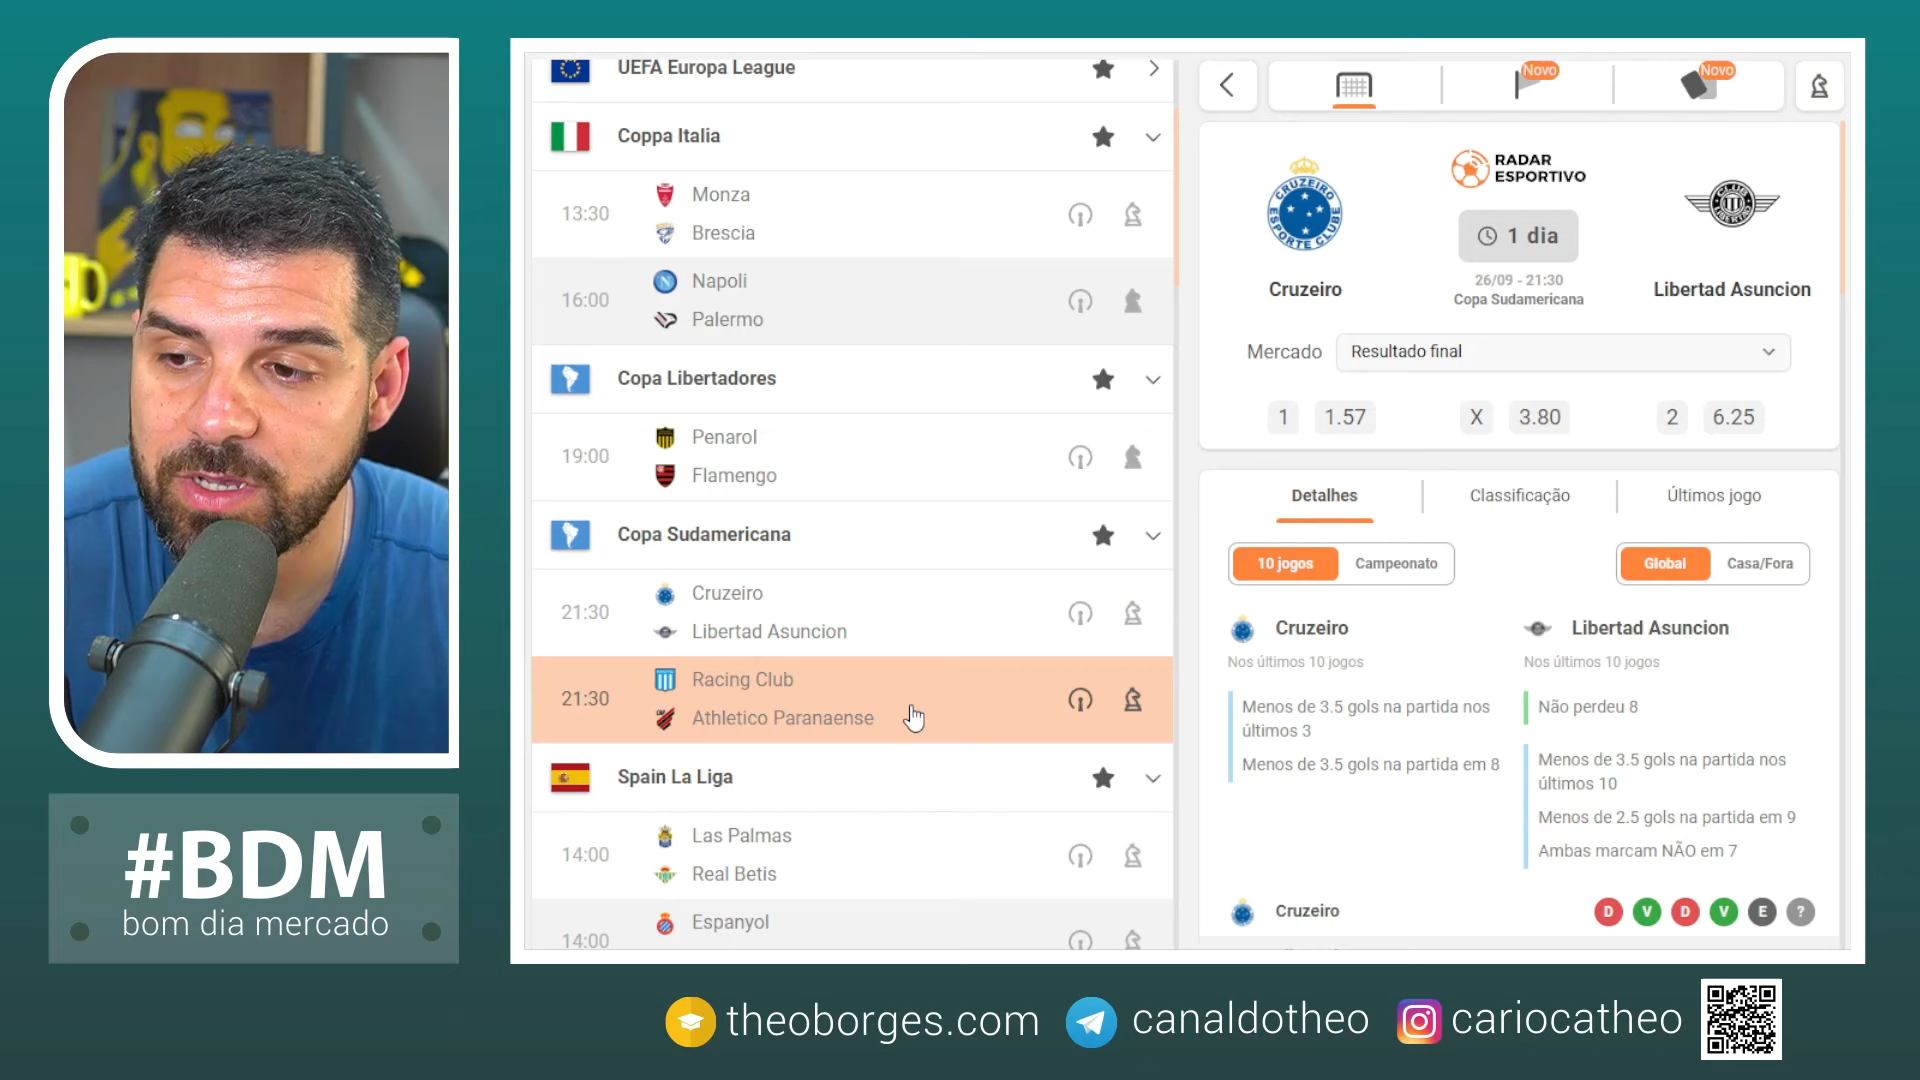 UEFA Europa League
Coppa Italia
13:30
Monza
Brescia
16:00
Napoli
Palermo
Copa Libertadores
19:00
Penarol
Flamengo
Copa Sudamericana
21:30
Cruzeiro
Libertad Asuncion
21:30
Racing Club
Athletico Paranaense
Spain La Liga
14:00
Las Palmas
Real Betis
14:00
Espanyol
Novo
Novo
CRUZEIRO
ESPORTE CLUBE
RADAR
ESPORTIVO
CLUB
LIBERTAD
1 dia
26/09 - 21:30
Copa Sudamericana
Cruzeiro
Libertad Asuncion
Mercado
Resultado final
1 1.57 X 3.80 2 6.25
Detalhes Classificação Últimos jogo
10 jogos Campeonato Global Casa/Fora
Cruzeiro
Nos últimos 10 jogos
Menos de 3.5 gols na partida nos
últimos 3
Menos de 3.5 gols na partida em 8
Libertad Asuncion
Nos últimos 10 jogos
Não perdeu 8
Menos de 3.5 gols na partida nos
últimos 10
Menos de 2.5 gols na partida em 9
Ambas marcam NÃO em 7
Cruzeiro D V D V E ?
#BDM
bom dia mercado
theoborges.com canaldotheo cariocatheo